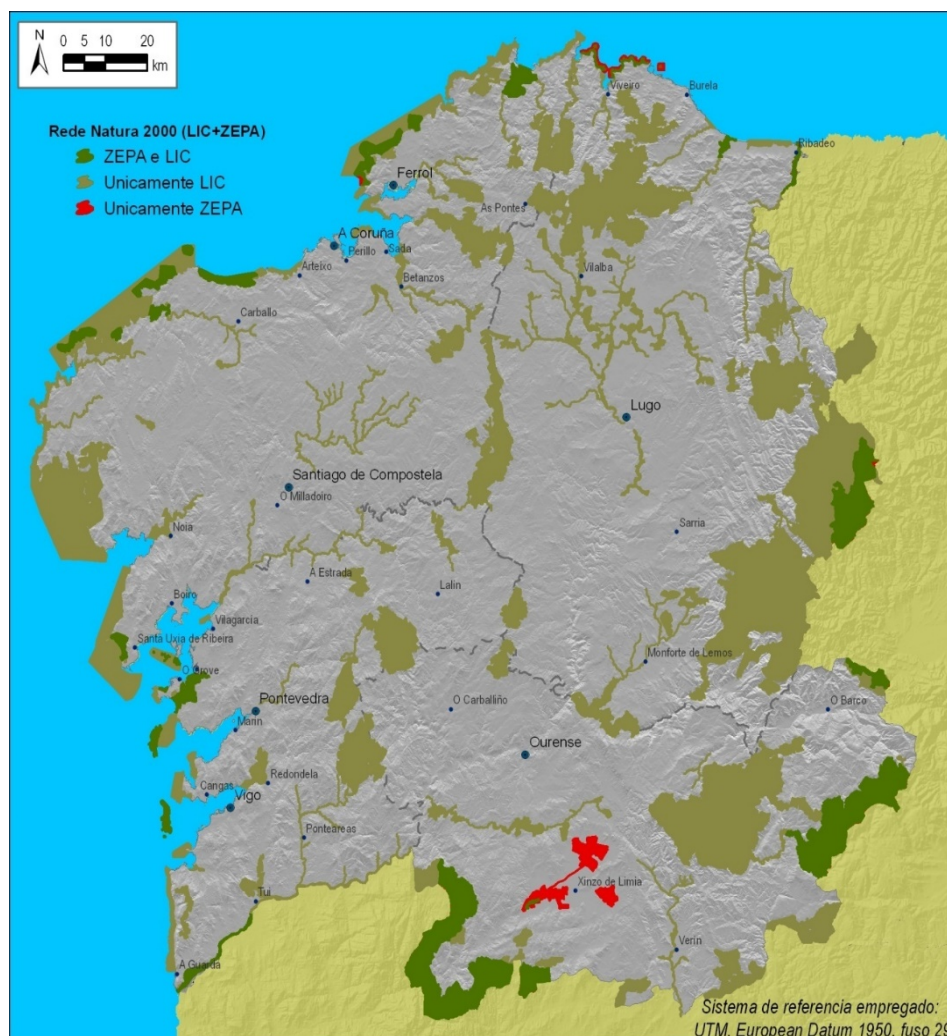 N
0 5 10 20
km
Rede Natura 2000 (LIC+ZEPA)
ZEPA e LIC
Unicamente LIC
Unicamente ZEPA
Viveiro
Burela
Ribadeo
Ferrol
As Pontes
A Coruña
Perillo
Sada
Arteixo
Betanzos
Vilalba
Carballo
Lugo
Santiago de Compostela
O Milladoiro
Noia
Sarria
A Estrada
Lalín
Boiro
Vilagarcía
Santa Uxia de Ribeira
Monforte de Lemos
O Grove
Pontevedra
O Carballiño
O Barco
Marín
Ourense
Redondela
Cangas
Vigo
Ponteareas
Xinzo de Limia
Tui
Verín
A Guarda
Sistema de referencia empregado:
UTM, European Datum 1950, fuso 29